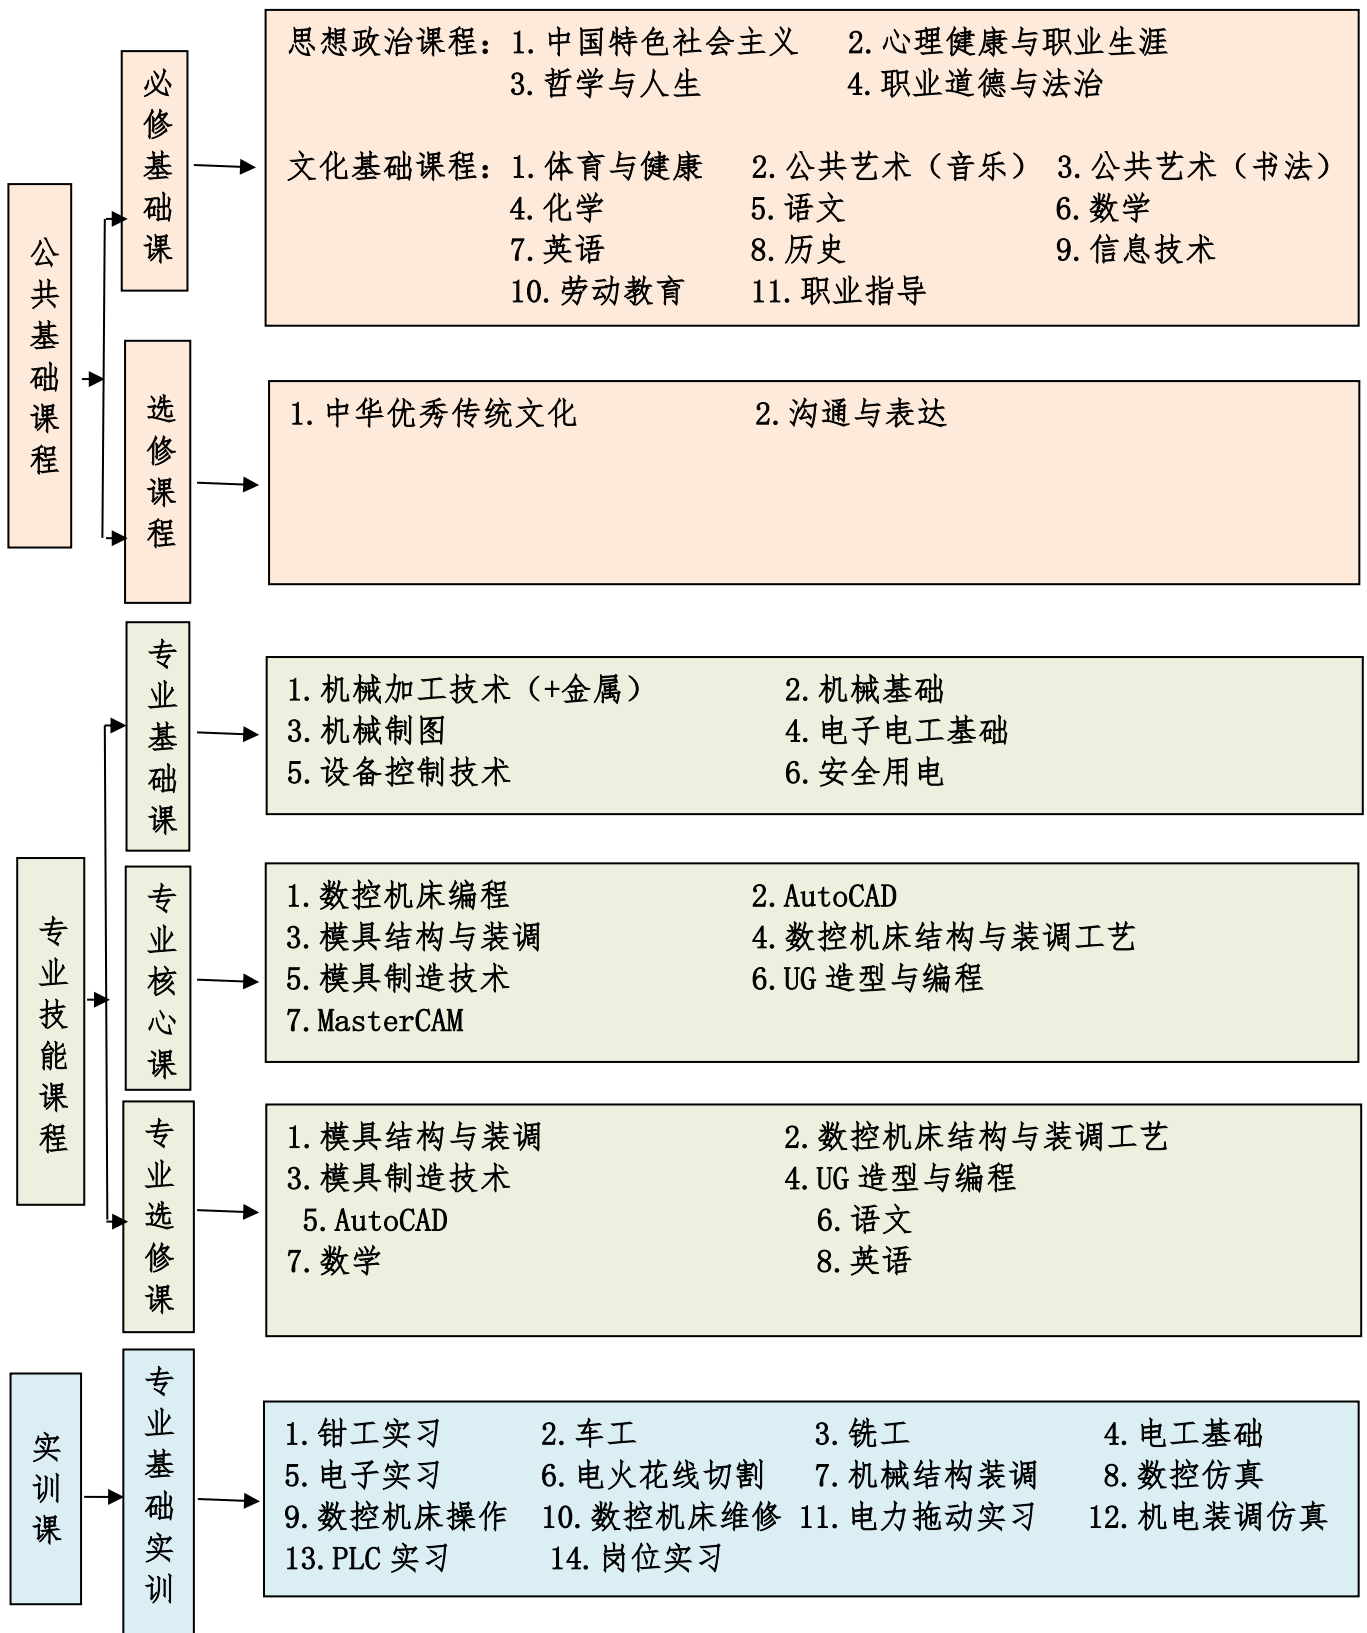 公共基础课程
必修基础课
思想政治课程：1.中国特色社会主义 2.心理健康与职业生涯
3.哲学与人生 4.职业道德与法治
文化基础课程：1.体育与健康 2.公共艺术（音乐） 3.公共艺术（书法）
4.化学 5.语文 6.数学
7.英语 8.历史 9.信息技术
10.劳动教育 11.职业指导
选修课程
1.中华优秀传统文化 2.沟通与表达
专业技能课程
专业基础课
1.机械加工技术（+金属） 2.机械基础
3.机械制图 4.电子电工基础
5.设备控制技术 6.安全用电
专业核心课
1.数控机床编程 2.AutoCAD
3.模具结构与装调 4.数控机床结构与装调工艺
5.模具制造技术 6.UG 造型与编程
7.MasterCAM
专业选修课
1.模具结构与装调 2.数控机床结构与装调工艺
3.模具制造技术 4.UG 造型与编程
5.AutoCAD 6.语文
7.数学 8.英语
实训课
专业基础实训
1.钳工实习 2.车工 3.铣工 4.电工基础
5.电子实习 6.电火花线切割 7.机械结构装调 8.数控仿真
9.数控机床操作 10.数控机床维修 11.电力拖动实习 12.机电装调仿真
13.PLC 实习 14.岗位实习